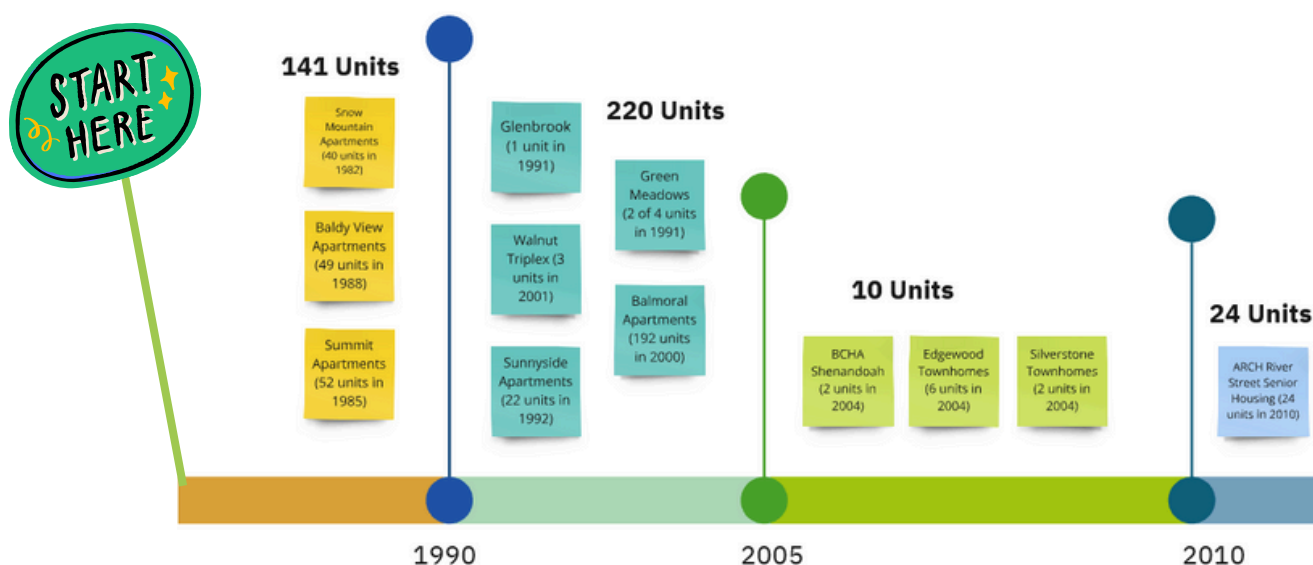 START
HERE
141 Units
Snow
Mountain
Apartments
(40 units in
1982)
Baldy View
Apartments
(49 units in
1988)
Summit
Apartments
(52 units in
1985)
220 Units
Glenbrook
(1 unit in
1991)
Walnut
Triplex (3
units in
2001)
Sunnyside
Apartments
(22 units in
1992)
Green
Meadows
(2 of 4 units
in 1991)
Balmoral
Apartments
(192 units
in 2000)
10 Units
BCHA
Shenandoah
(2 units in
2004)
Edgewood
Townhomes
(6 units in
2004)
Silverstone
Townhomes
(2 units in
2004)
24 Units
ARCH River
Street Senior
Housing (24
units in 2010)
1990
2005
2010